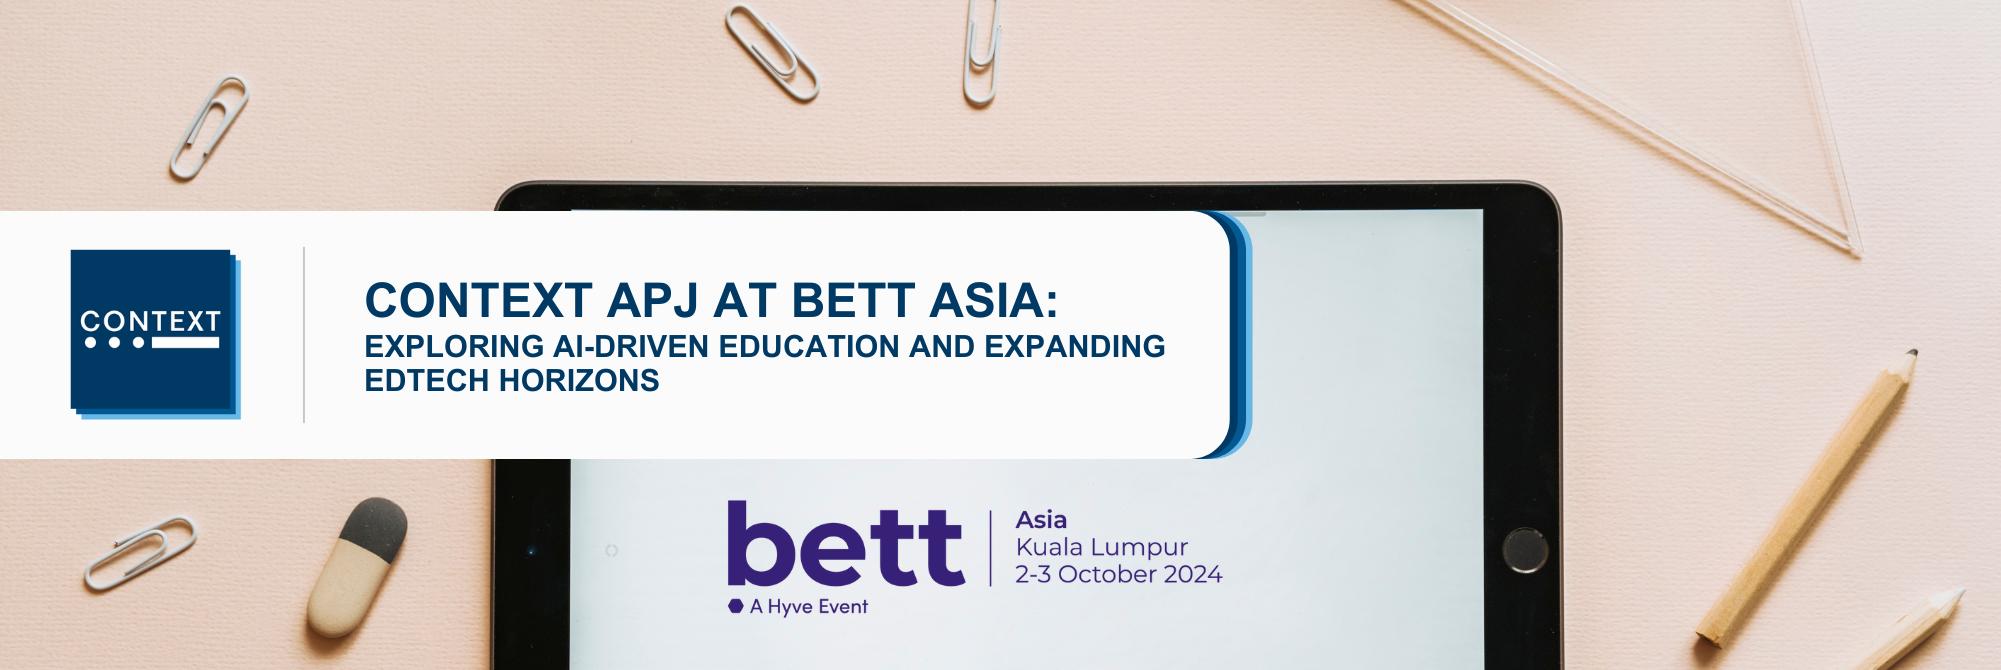 CONTEXT
CONTEXT APJ AT BETT ASIA:
EXPLORING AI-DRIVEN EDUCATION AND EXPANDING
EDTECH HORIZONS
bett
Asia
Kuala Lumpur
2-3 October 2024
A Hyve Event